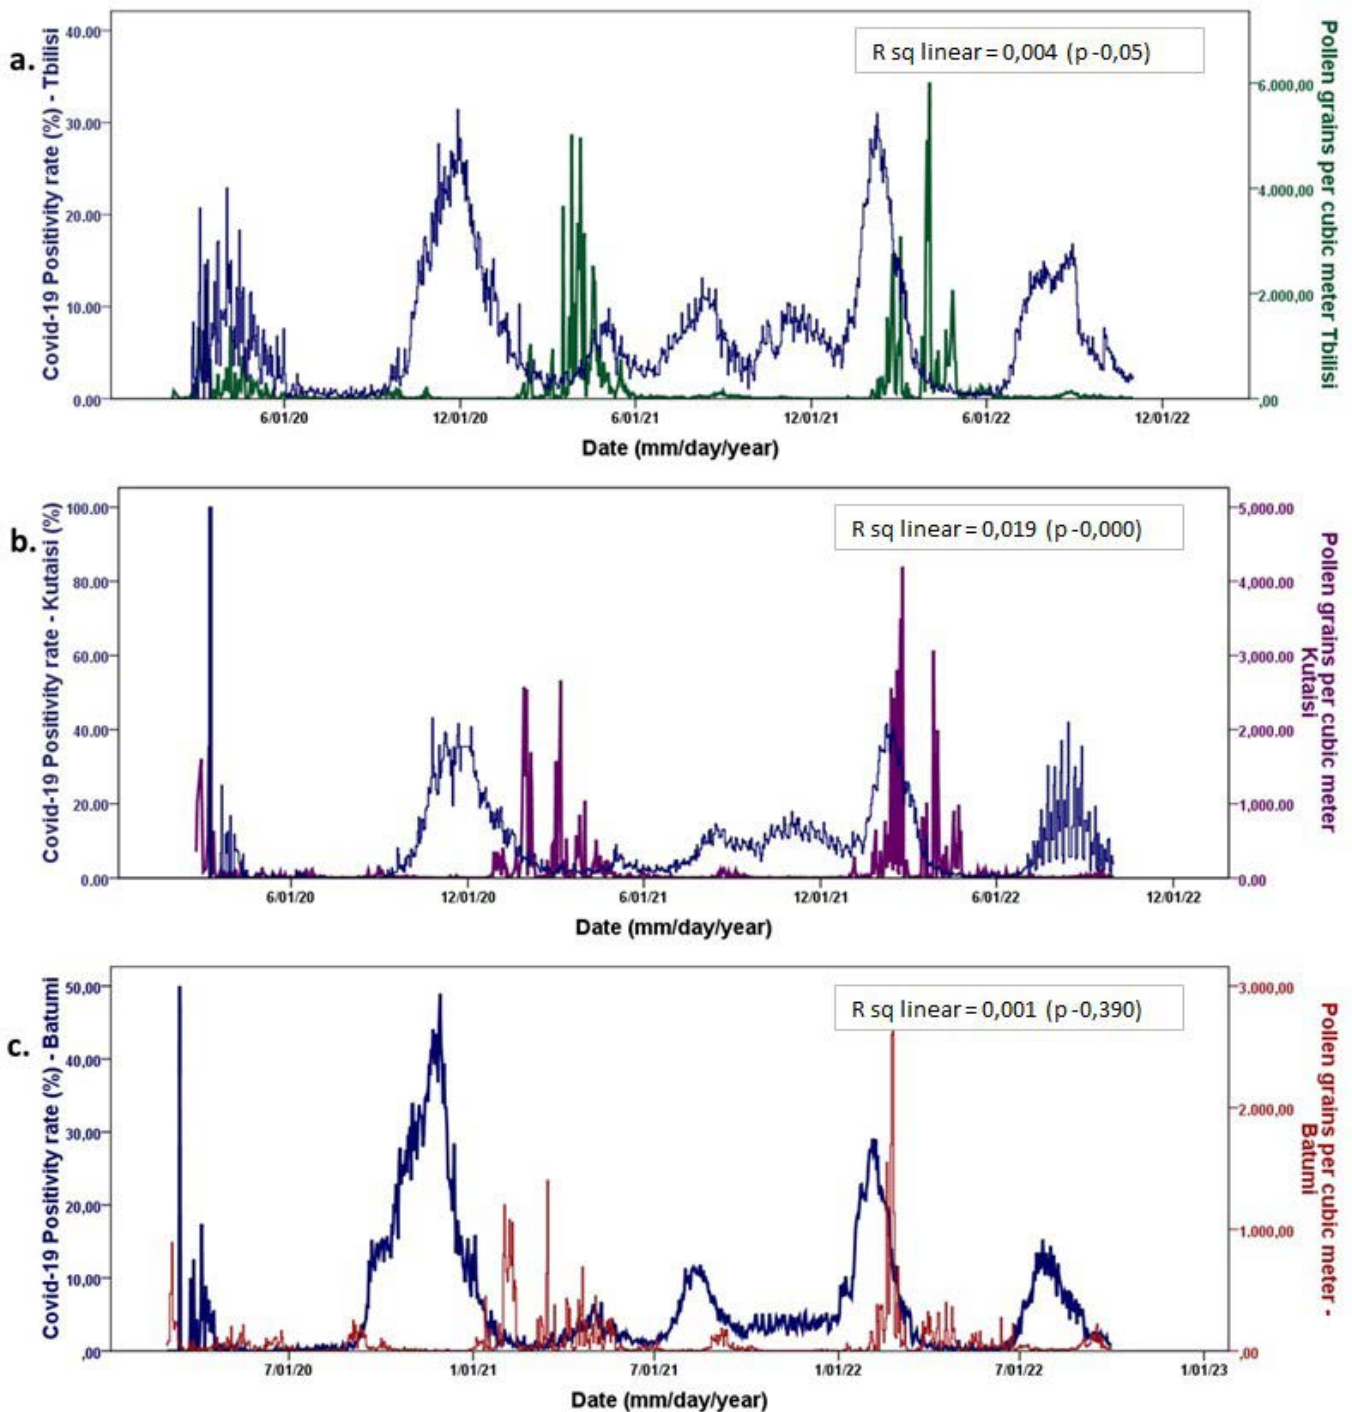 a.
Covid-19 Positivity rate (%) - Tbilisi
40.00
30.00
20.00
10.00
0.00
R sq linear = 0,004 (p -0,05)
6.000,00
4.000,00
2.000,00
,00
Pollen grains per cubic meter Tbilisi
6/01/20 12/01/20 6/01/21 12/01/21 6/01/22 12/01/22
Date (mm/day/year)
b.
Covid-19 Positivity rate - Kutaisi (%)
100.00
80.00
60.00
40.00
20.00
0.00
R sq linear = 0,019 (p -0,000)
5,000.00
4,000.00
3,000.00
2,000.00
1,000.00
0.00
Pollen grains per cubic meter
Kutaisi
6/01/20 12/01/20 6/01/21 12/01/21 6/01/22 12/01/22
Date (mm/day/year)
c.
Covid-19 Positivity rate (%) - Batumi
50,00
40,00
30,00
20,00
10,00
,00
R sq linear = 0,001 (p -0,390)
3.000,00
2.000,00
1.000,00
,00
Pollen grains per cubic meter -
Batumi
7/01/20 1/01/21 7/01/21 1/01/22 7/01/22 1/01/23
Date (mm/day/year)